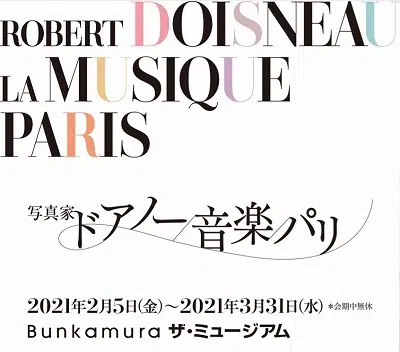 ROBERT DOISNEAU
LA MUSIQUE
PARIS
写真家 ドアノー/音楽/パリ
2021年2月5日(金)~2021年3月31日(水) *会期中無休
Bunkamura ザ・ミュージアム